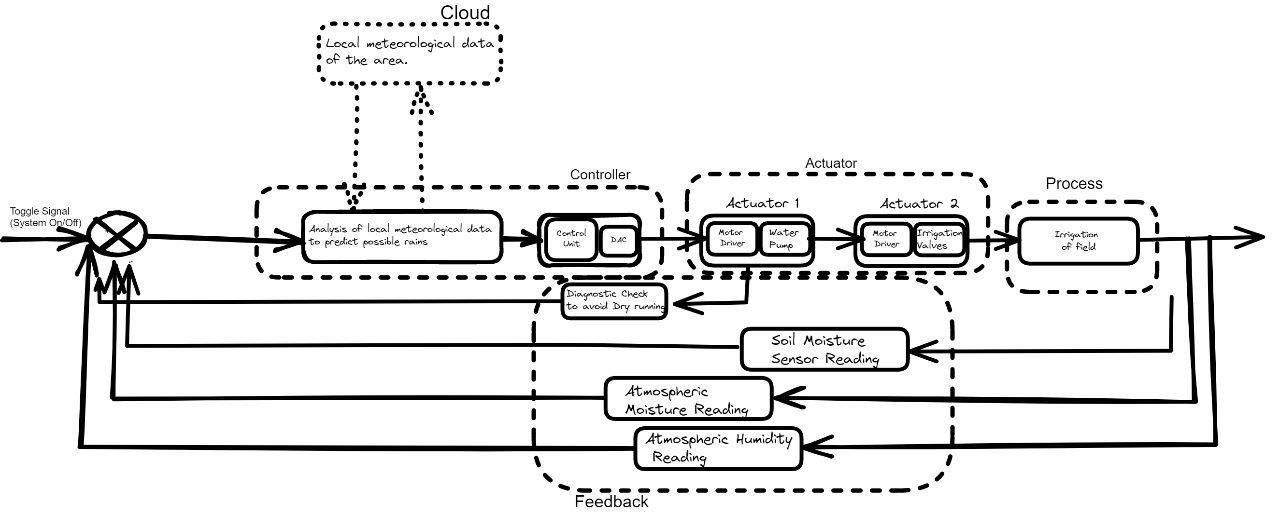 Cloud
Local meteorological data
of the area.
Controller
Actuator
Process
Toggle Signal
(System On/Off)
Analysis of local meteorological data
to predict possible rains
Control
Unit
DAC
Actuator 1
Motor
Driver
Water
Pump
Actuator 2
Motor
Driver
Irrigation
Valves
Irrigation
of field
Diagnostic Check
to avoid Dry running
Soil Moisture
Sensor Reading
Atmospheric
Moisture Reading
Atmospheric Humidity
Reading
Feedback